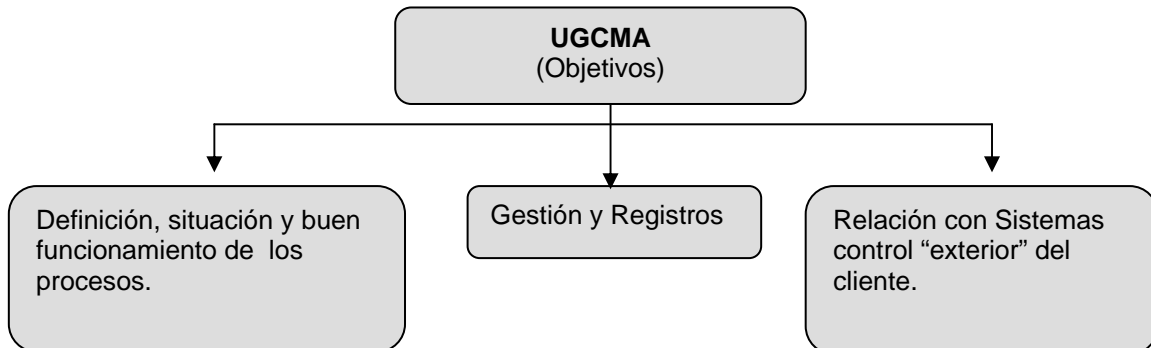 UGCMA
(Objetivos)
Definición, situación y buen
funcionamiento de los
procesos.
Gestión y Registros
Relación con Sistemas
control “exterior” del
cliente.